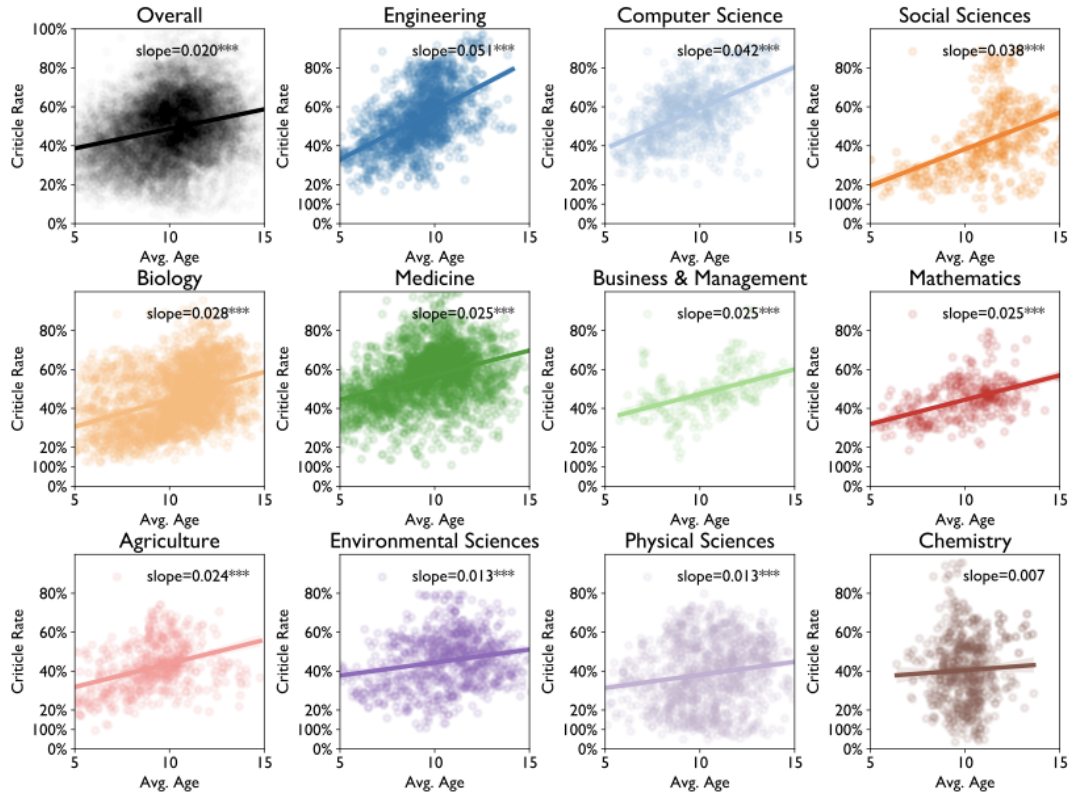 Overall
slope=0.020***
Criticle Rate
100%
80%
60%
40%
20%
0%
5 10 15
Avg. Age
Engineering
slope=0.051***
Criticle Rate
80%
60%
40%
20%
100%
0%
5 10 15
Avg. Age
Computer Science
slope=0.042***
Criticle Rate
80%
60%
40%
20%
100%
0%
5 10 15
Avg. Age
Social Sciences
slope=0.038***
Criticle Rate
80%
60%
40%
20%
100%
0%
5 10 15
Avg. Age
Biology
slope=0.028***
Criticle Rate
80%
60%
40%
20%
100%
0%
5 10 15
Avg. Age
Medicine
slope=0.025***
Criticle Rate
80%
60%
40%
20%
100%
0%
5 10 15
Avg. Age
Business & Management
slope=0.025***
Criticle Rate
80%
60%
40%
20%
100%
0%
5 10 15
Avg. Age
Mathematics
slope=0.025***
Criticle Rate
80%
60%
40%
20%
100%
0%
5 10 15
Avg. Age
Agriculture
slope=0.024***
Criticle Rate
80%
60%
40%
20%
100%
0%
5 10 15
Avg. Age
Environmental Sciences
slope=0.013***
Criticle Rate
80%
60%
40%
20%
100%
0%
5 10 15
Avg. Age
Physical Sciences
slope=0.013***
Criticle Rate
80%
60%
40%
20%
100%
0%
5 10 15
Avg. Age
Chemistry
slope=0.007
Criticle Rate
80%
60%
40%
20%
100%
0%
5 10 15
Avg. Age